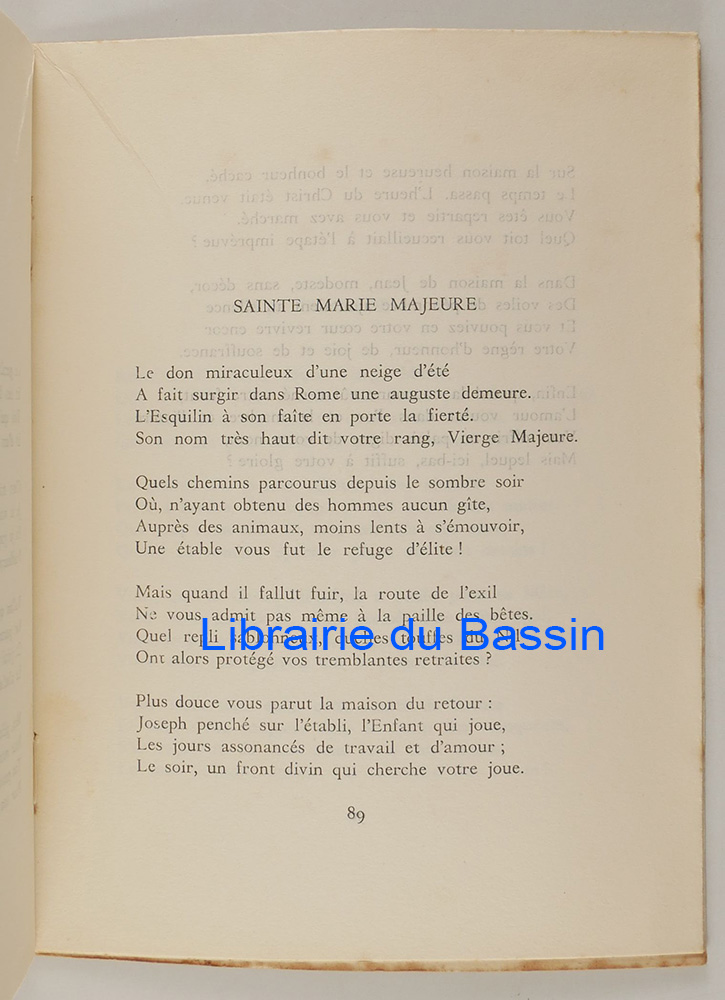 SAINTE MARIE MAJEURE
Le don miraculeux d'une neige d'été
A fait surgir dans Rome une auguste demeure.
L'Esquilin à son faîte en porte la fierté.
Son nom très haut dit votre rang, Vierge Majeure.
Quels chemins parcourus depuis le sombre soir
Où, n'ayant obtenu des hommes aucun gîte,
Auprès des animaux, moins lents à s'émouvoir,
Une étable vous fut le refuge d'élite !
Mais quand il fallut fuir, la route de l'exil
Ne vous admit pas même à la paille des bêtes.
Quel repli sablonneux, quelles touffes du Nil
Ont alors protégé vos tremblantes retraites ?
Plus douce vous parut la maison du retour :
Joseph penché sur l'établi, l'Enfant qui joue,
Les jours assonancés de travail et d'amour ;
Le soir, un front divin qui cherche votre joue.
89
Librairie du Bassin